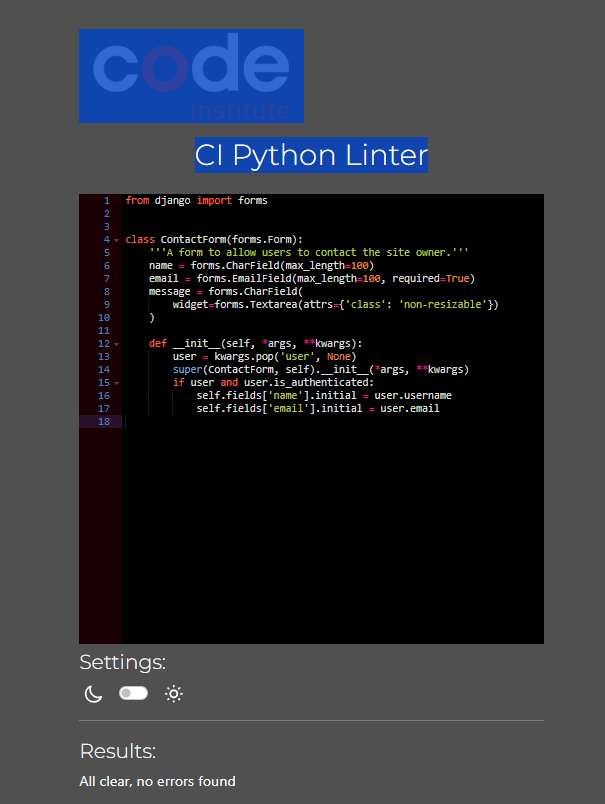 code
institute
CI Python Linter
1 from django import forms
2
3
4 class ContactForm(forms.Form):
5     '''A form to allow users to contact the site owner.'''
6     name = forms.CharField(max_length=100)
7     email = forms.EmailField(max_length=100, required=True)
8     message = forms.CharField(
9         widget=forms.Textarea(attrs={'class': 'non-resizable'})
10     )
11
12     def __init__(self, *args, **kwargs):
13         user = kwargs.pop('user', None)
14         super(ContactForm, self).__init__(*args, **kwargs)
15         if user and user.is_authenticated:
16             self.fields['name'].initial = user.username
17             self.fields['email'].initial = user.email
18
Settings:
Results:
All clear, no errors found